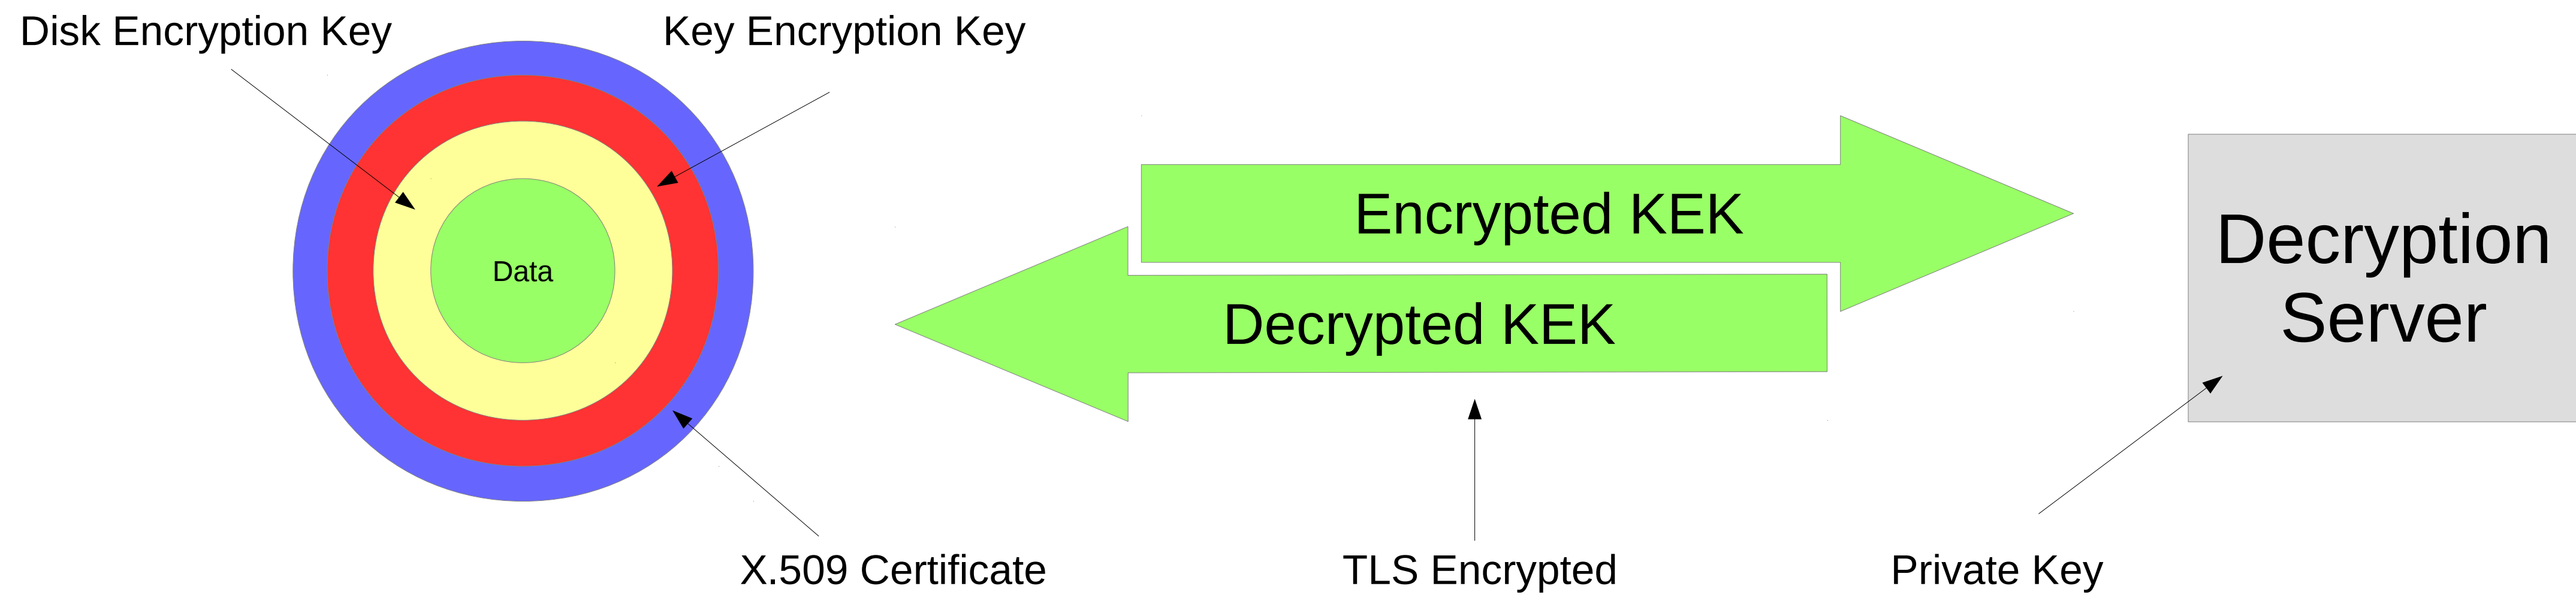 Disk Encryption Key
Key Encryption Key
Data
Encrypted KEK
Decrypted KEK
Decryption
Server
X.509 Certificate
TLS Encrypted
Private Key